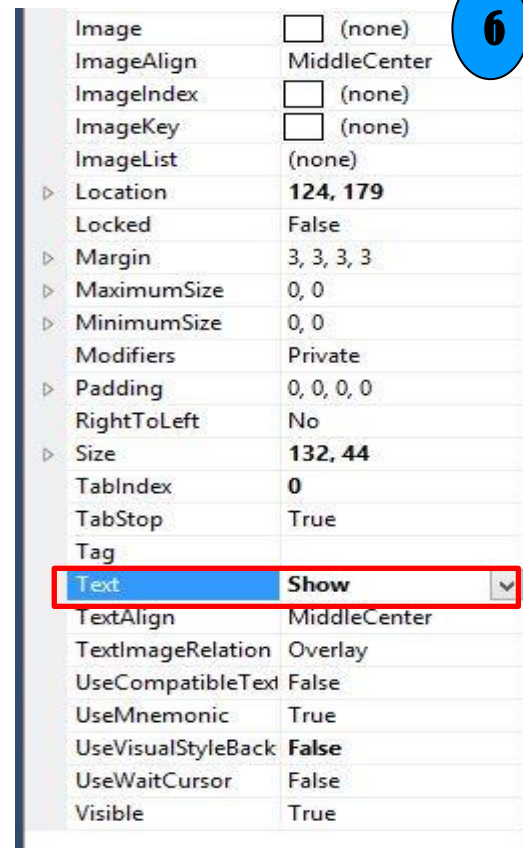 6
Image (none)
ImageAlign MiddleCenter
ImageIndex (none)
ImageKey (none)
ImageList (none)
Location 124, 179
Locked False
Margin 3, 3, 3, 3
MaximumSize 0, 0
MinimumSize 0, 0
Modifiers Private
Padding 0, 0, 0, 0
RightToLeft No
Size 132, 44
TabIndex 0
TabStop True
Tag
Text Show
TextAlign MiddleCenter
TextImageRelation Overlay
UseCompatibleText False
UseMnemonic True
UseVisualStyleBack False
UseWaitCursor False
Visible True